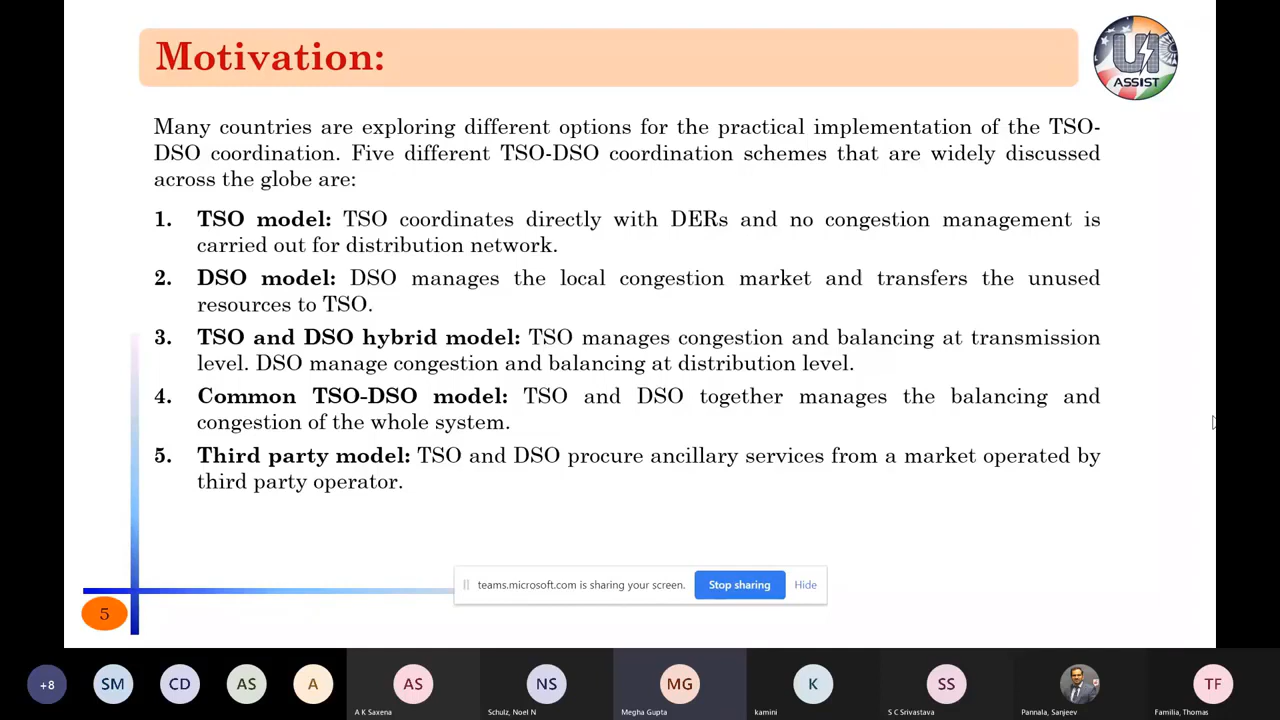 Motivation:
UI
ASSIST
Many countries are exploring different options for the practical implementation of the TSO-
DSO coordination. Five different TSO-DSO coordination schemes that are widely discussed
across the globe are:
1. TSO model: TSO coordinates directly with DERs and no congestion management is
carried out for distribution network.
2. DSO model: DSO manages the local congestion market and transfers the unused
resources to TSO.
3. TSO and DSO hybrid model: TSO manages congestion and balancing at transmission
level. DSO manage congestion and balancing at distribution level.
4. Common TSO-DSO model: TSO and DSO together manages the balancing and
congestion of the whole system.
5. Third party model: TSO and DSO procure ancillary services from a market operated by
third party operator.
teams.microsoft.com is sharing your screen. Stop sharing Hide
5
+8 SM CD AS A AS NS MG K SS TF
A K Saxena Schulz, Noel N Megha Gupta kamini S C Srivastava Pannala, Sanjeev Familia, Thomas